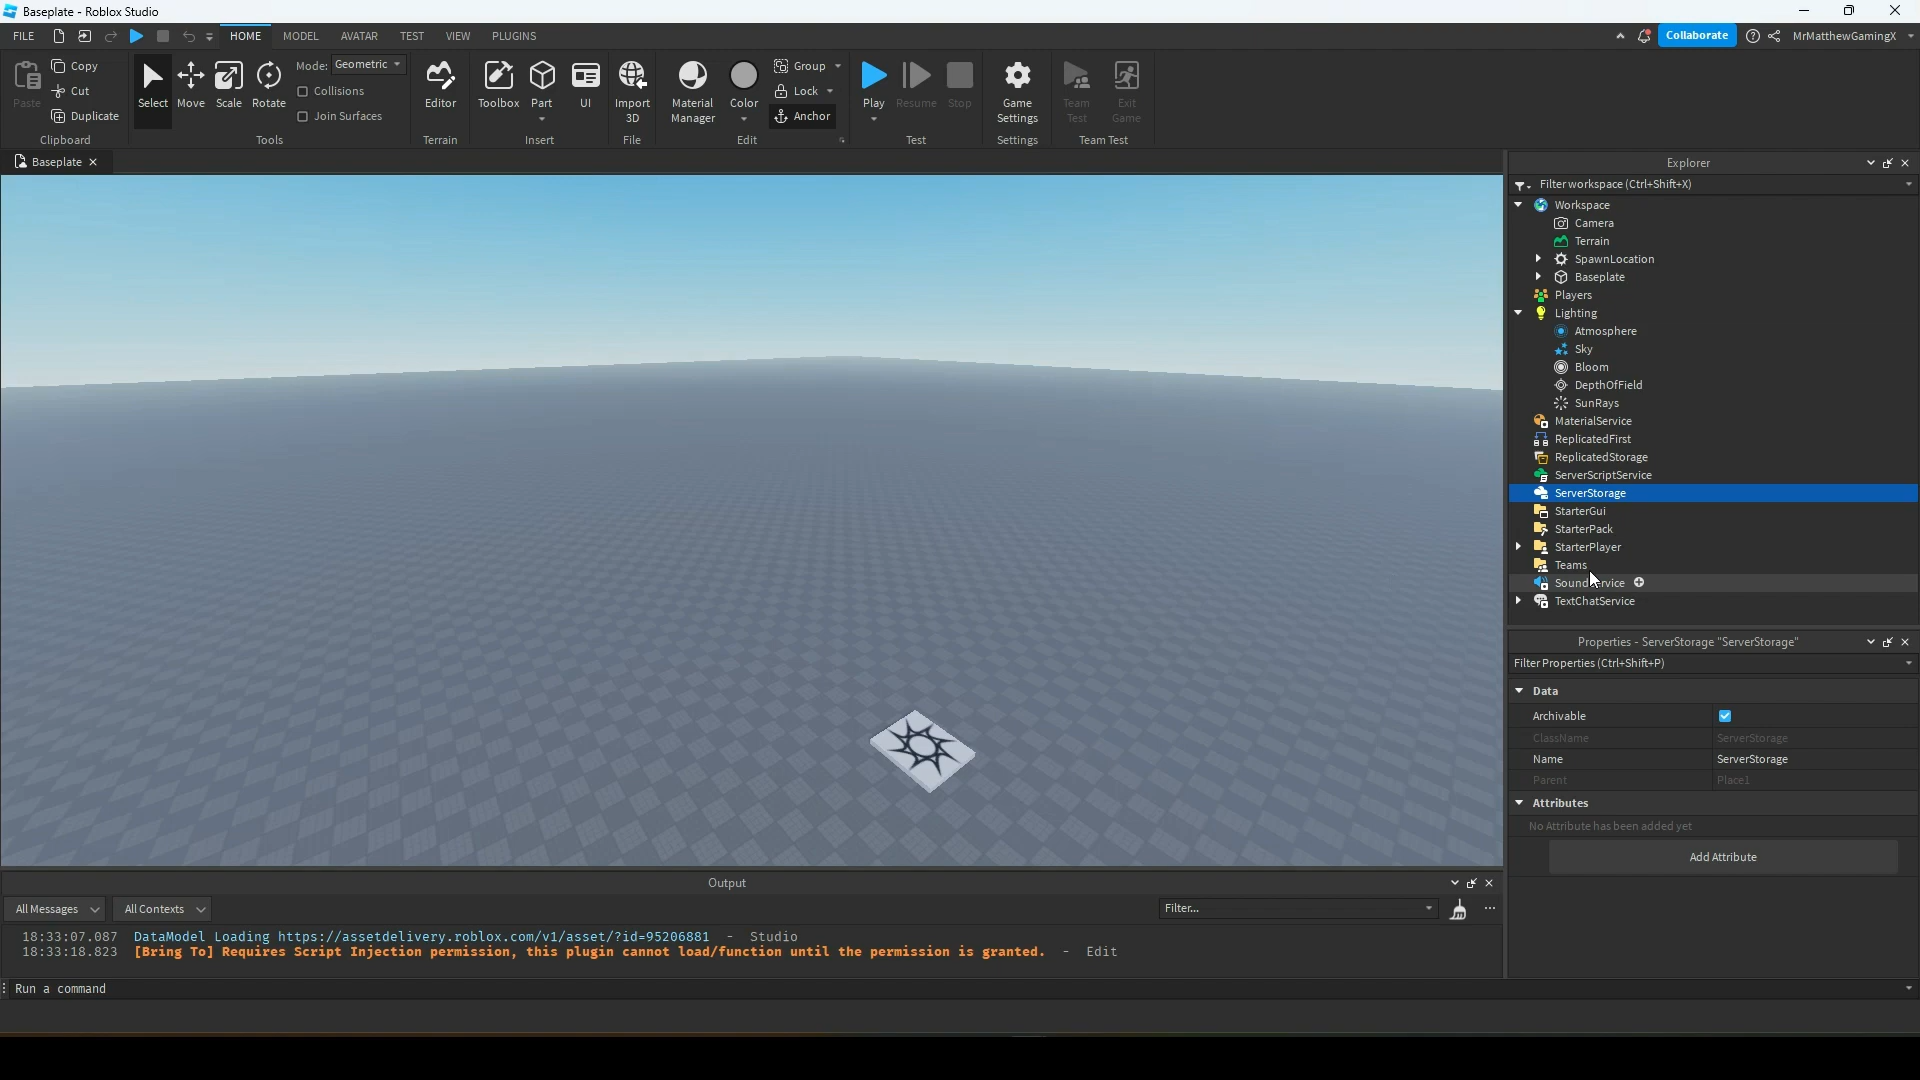 Baseplate - Roblox Studio
FILE HOME MODEL AVATAR TEST VIEW PLUGINS Collaborate MrMatthewGamingX
Paste Copy Cut Duplicate
Clipboard
Select Move Scale Rotate Mode: Geometric Collisions Join Surfaces
Tools
Editor
Terrain
Toolbox Part UI
Insert
Import 3D
File
Material Manager Color Group Lock Anchor
Edit
Play Resume Stop
Test
Game Settings
Settings
Team Test Exit Game
Team Test
Baseplate
Explorer
Filter workspace (Ctrl+Shift+X)
Workspace
Camera
Terrain
SpawnLocation
Baseplate
Players
Lighting
Atmosphere
Sky
Bloom
DepthOfField
SunRays
MaterialService
ReplicatedFirst
ReplicatedStorage
ServerScriptService
ServerStorage
StarterGui
StarterPack
StarterPlayer
Teams
SoundService
TextChatService
Properties - ServerStorage "ServerStorage"
Filter Properties (Ctrl+Shift+P)
Data
Archivable
ClassName ServerStorage
Name ServerStorage
Parent Place1
Attributes
No Attribute has been added yet
Add Attribute
Output
All Messages All Contexts Filter...
18:33:07.087 DataModel Loading https://assetdelivery.roblox.com/v1/asset/?id=95206881 - Studio
18:33:18.823 [Bring To] Requires Script Injection permission, this plugin cannot load/function until the permission is granted. - Edit
Run a command